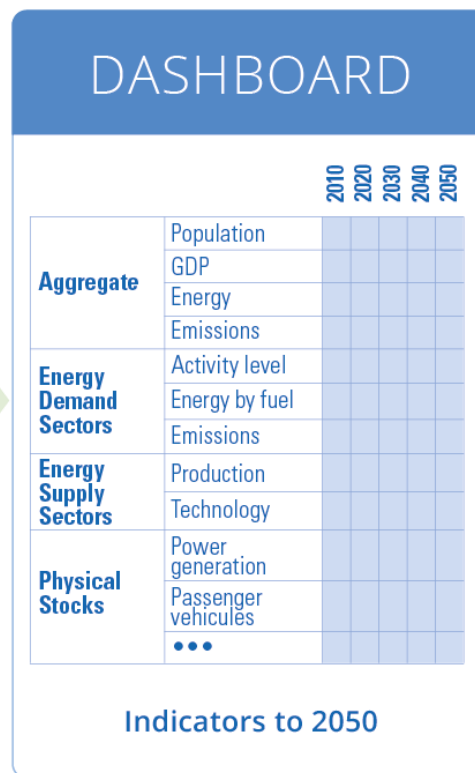 DASHBOARD
2010 2020 2030 2040 2050
Aggregate
Population
GDP
Energy
Emissions
Energy
Demand
Sectors
Activity level
Energy by fuel
Emissions
Energy
Supply
Sectors
Production
Technology
Physical
Stocks
Power
generation
Passenger
vehicules
•••
Indicators to 2050